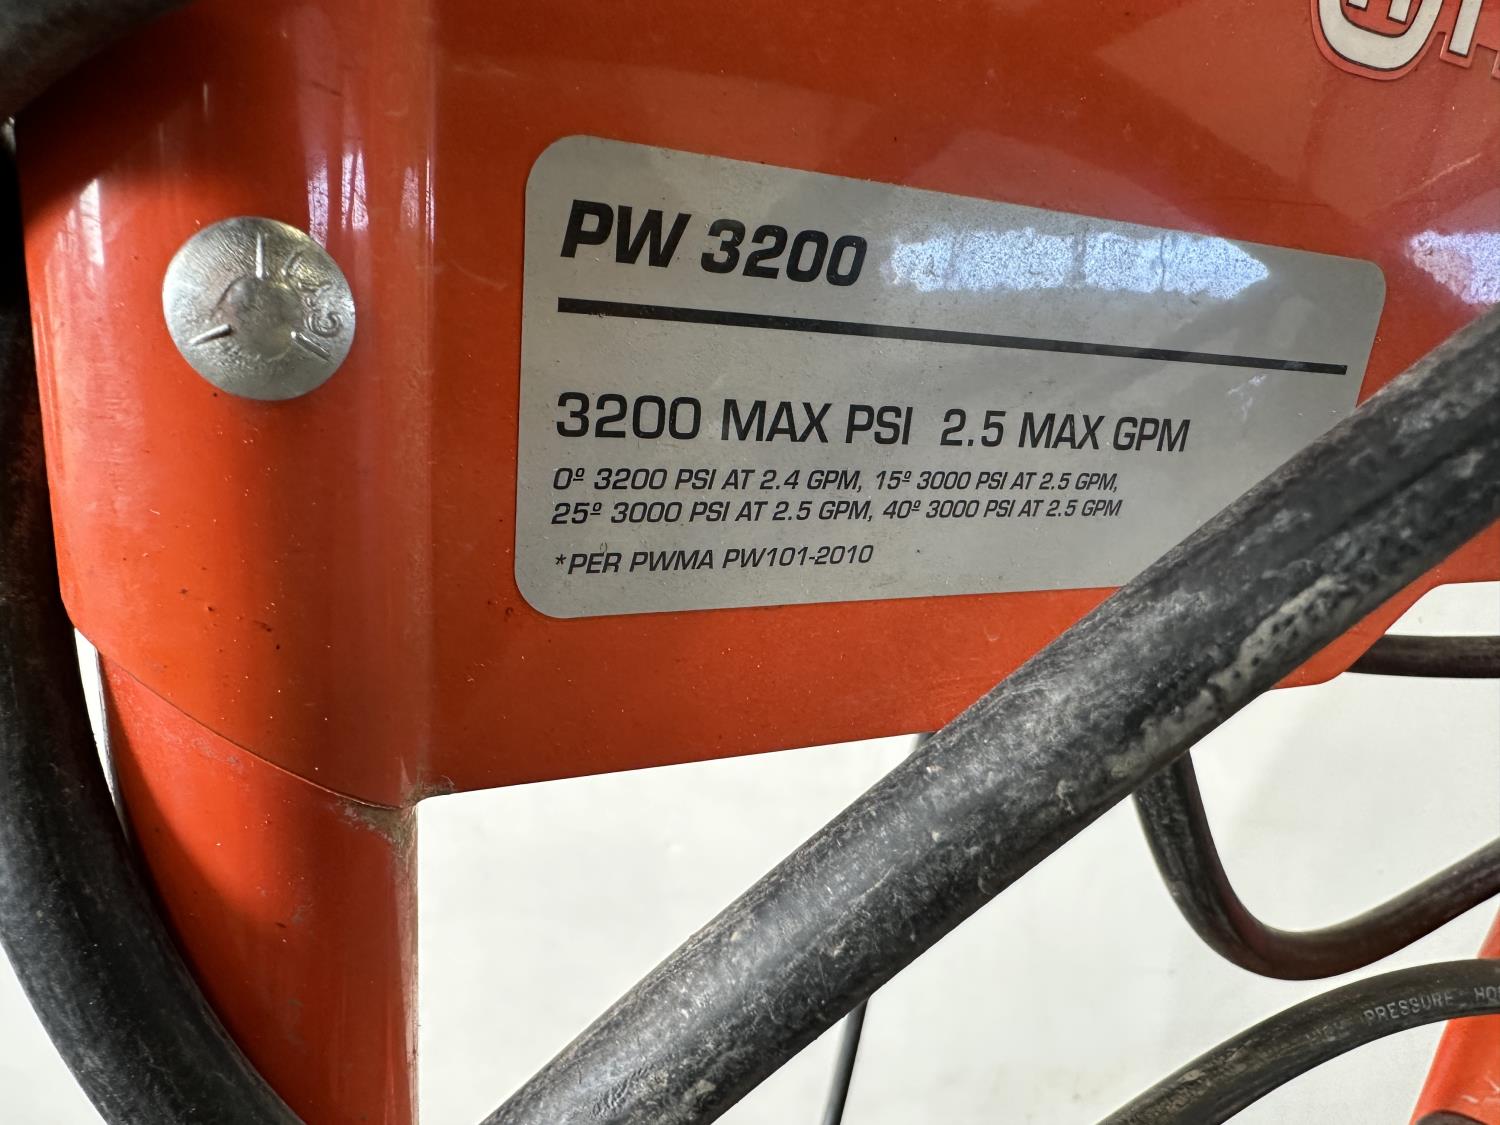 PW 3200
3200 MAX PSI 2.5 MAX GPM
0º 3200 PSI AT 2.4 GPM, 15º 3000 PSI AT 2.5 GPM,
25º 3000 PSI AT 2.5 GPM, 40º 3000 PSI AT 2.5 GPM
*PER PWMA PW101-2010
PRESSURE